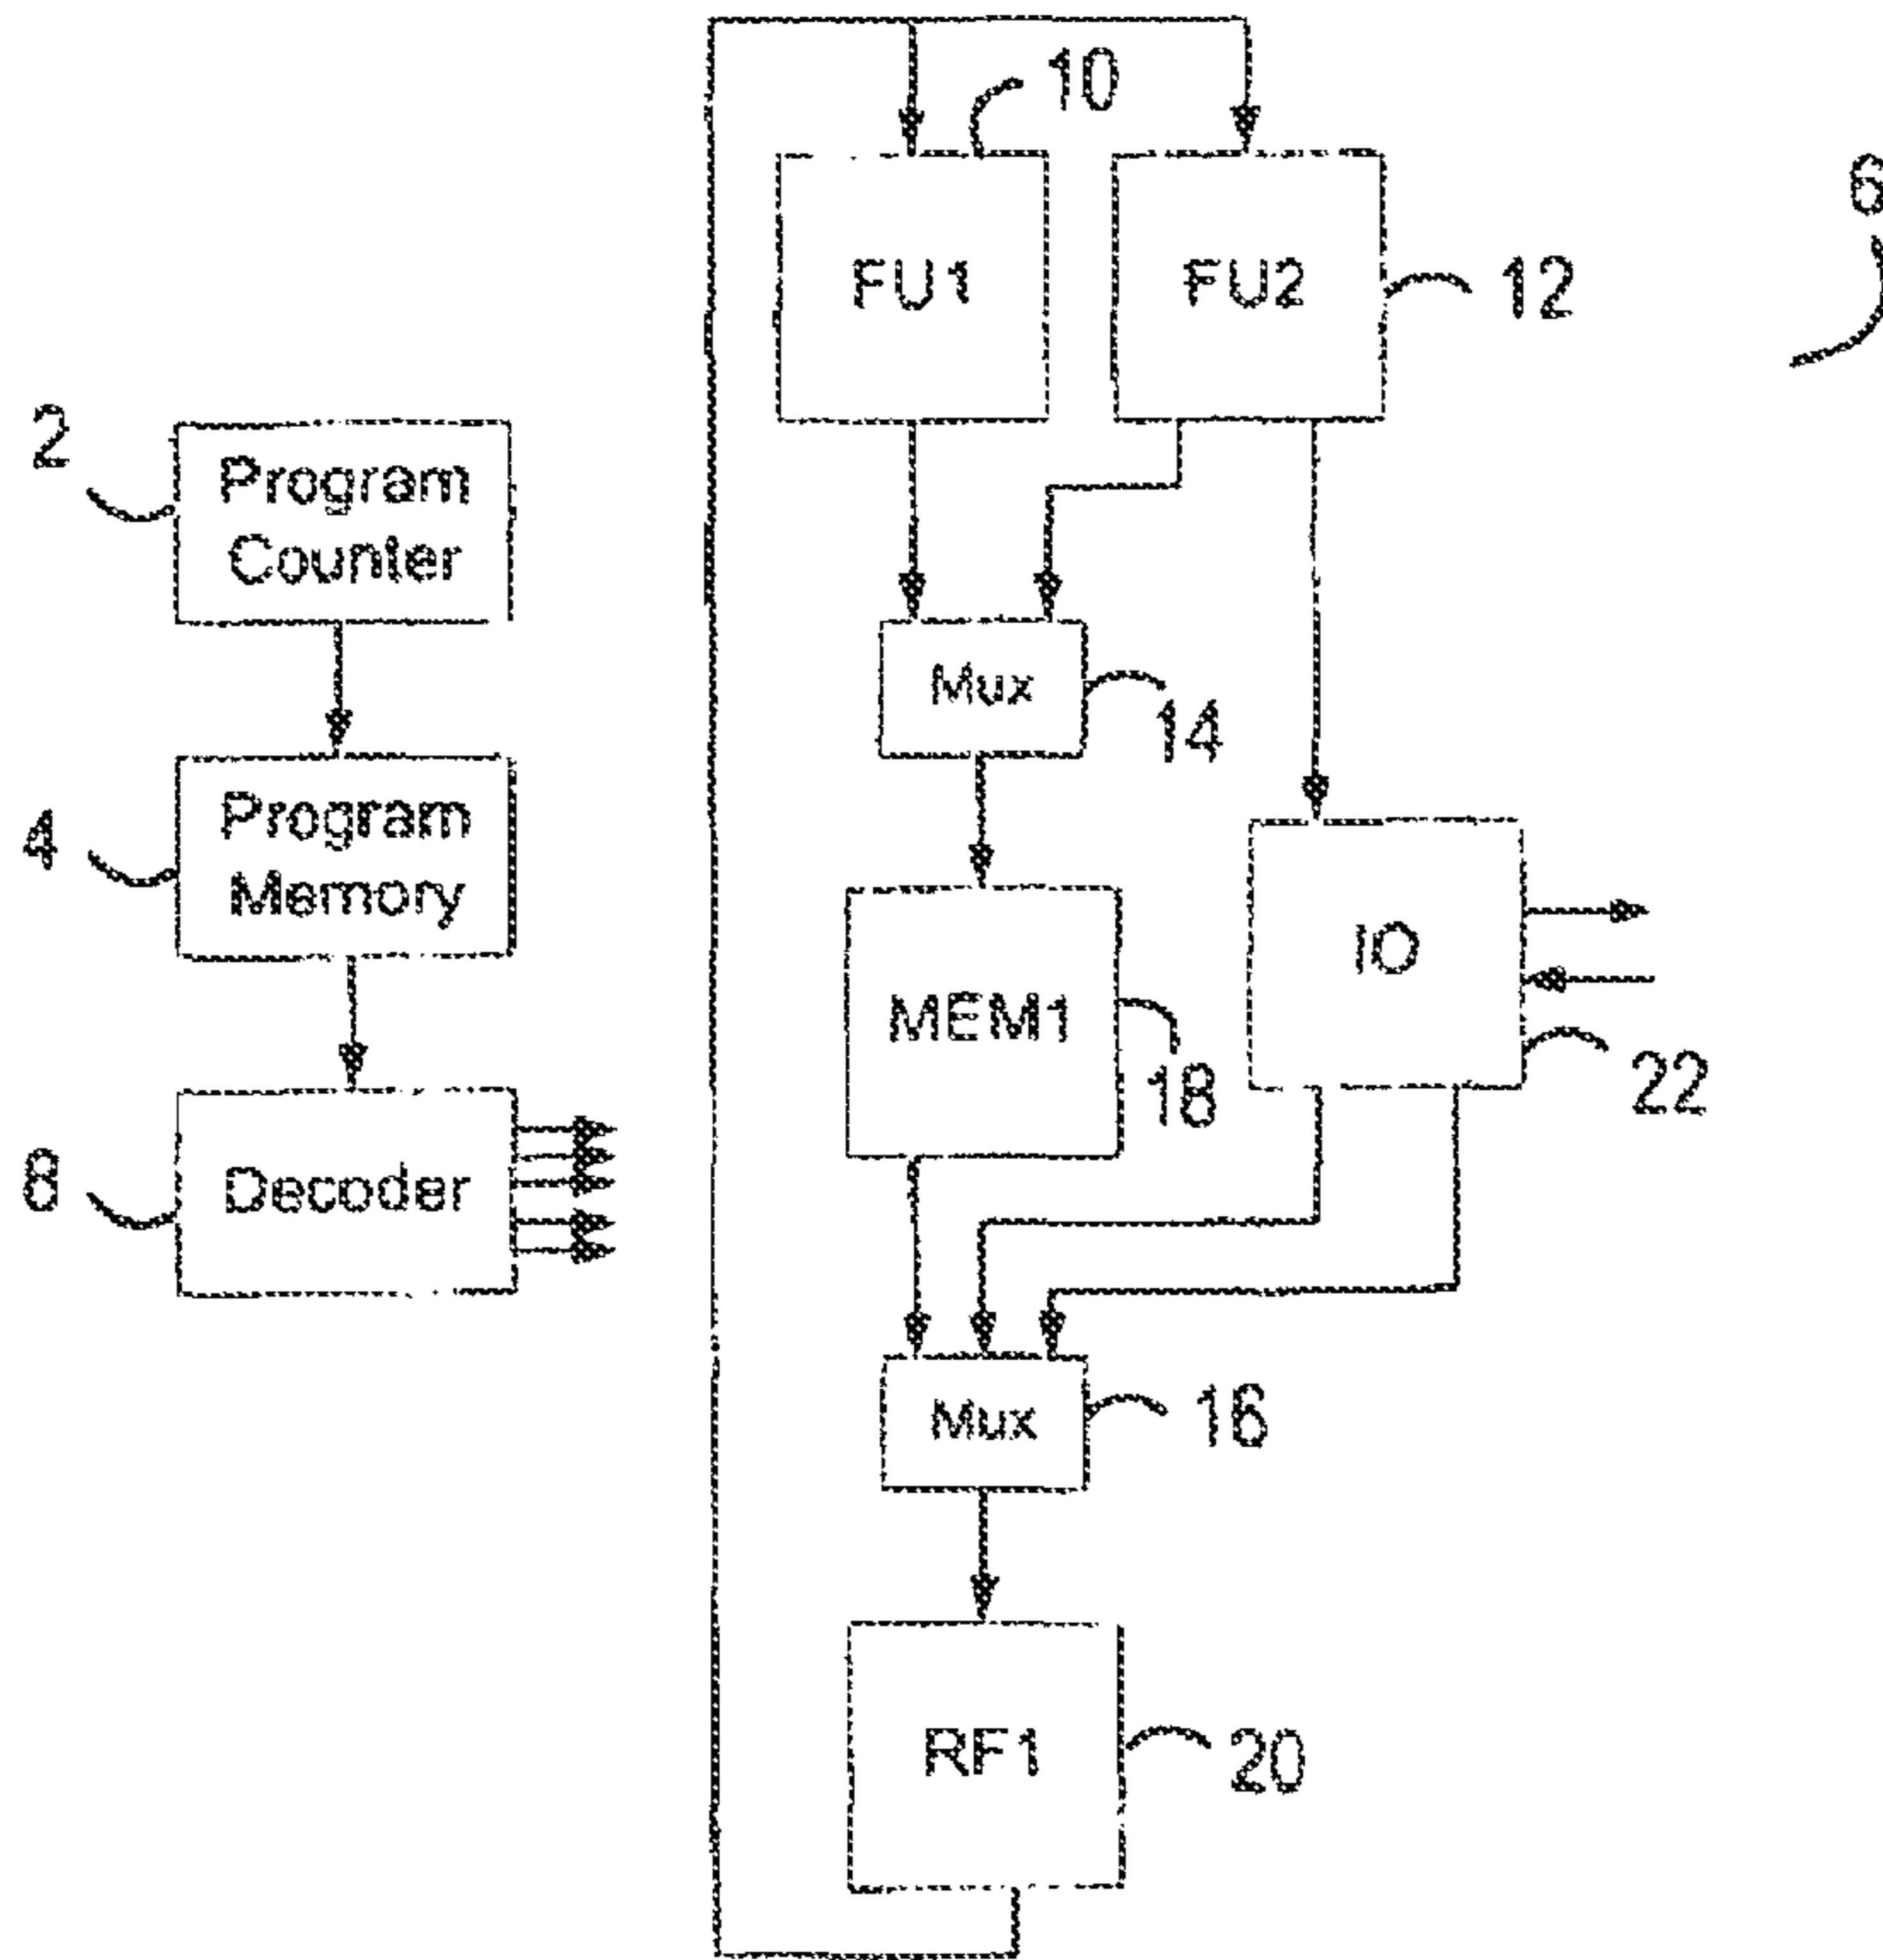 10
6
FU1
FU2
12
2
Program
Counter
Mux
14
4
Program
Memory
IO
MEM1
18
22
8
Decoder
Mux
16
RF1
20